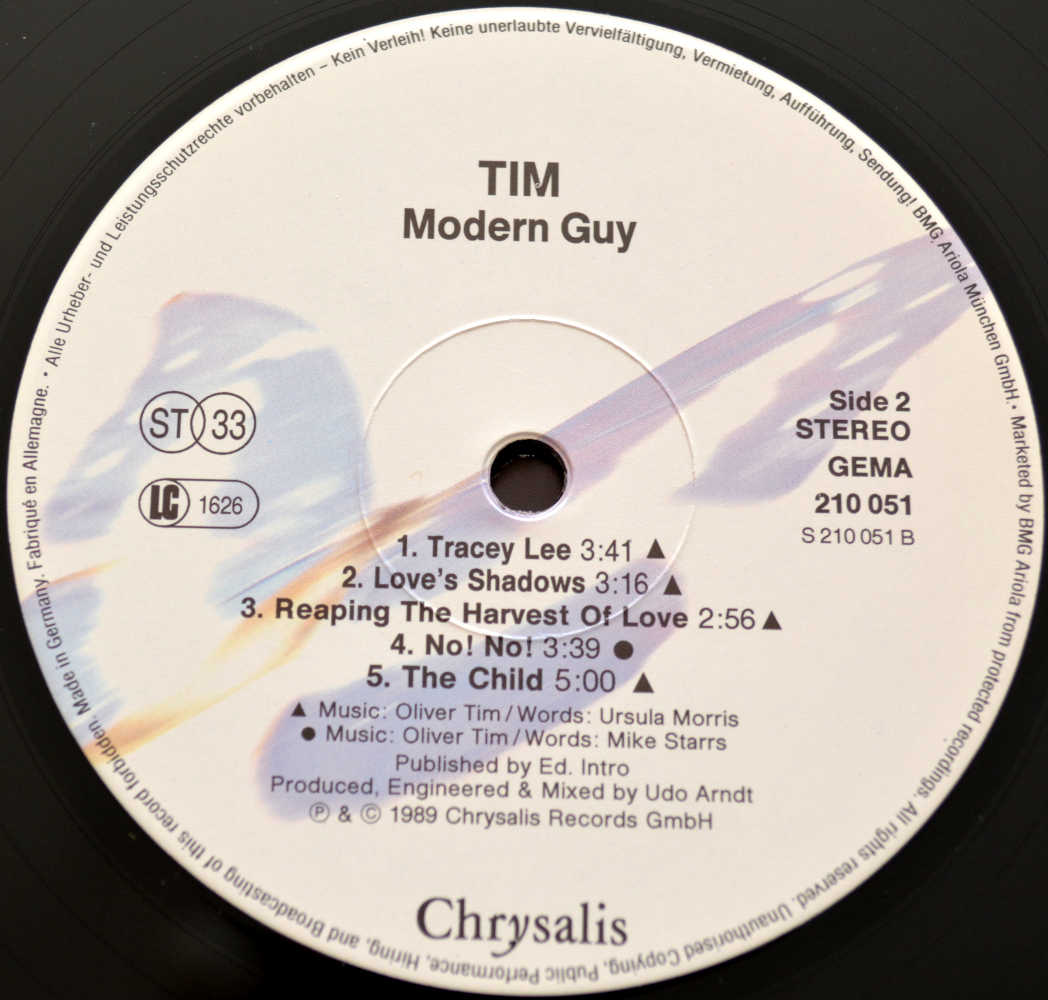 • Alle Urheber- und Leistungsschutzrechte vorbehalten – Kein Verleih! Keine unerlaubte Vervielfältigung, Vermietung, Aufführung, Sendung! BMG Ariola München GmbH. • Marketed by BMG Ariola from protected recordings. All rights reserved. Unauthorised Copying, Public Performance, Hiring, and Broadcasting of this record forbidden. Made in Germany. Fabriqué en Allemagne.
TIM
Modern Guy
ST 33
LC 1626
Side 2
STEREO
GEMA
210 051
S 210 051 B
1. Tracey Lee 3:41 ▲
2. Love's Shadows 3:16 ▲
3. Reaping The Harvest Of Love 2:56 ▲
4. No! No! 3:39 ●
5. The Child 5:00 ▲
▲ Music: Oliver Tim / Words: Ursula Morris
● Music: Oliver Tim / Words: Mike Starrs
Published by Ed. Intro
Produced, Engineered & Mixed by Udo Arndt
℗ & © 1989 Chrysalis Records GmbH
Chrysalis